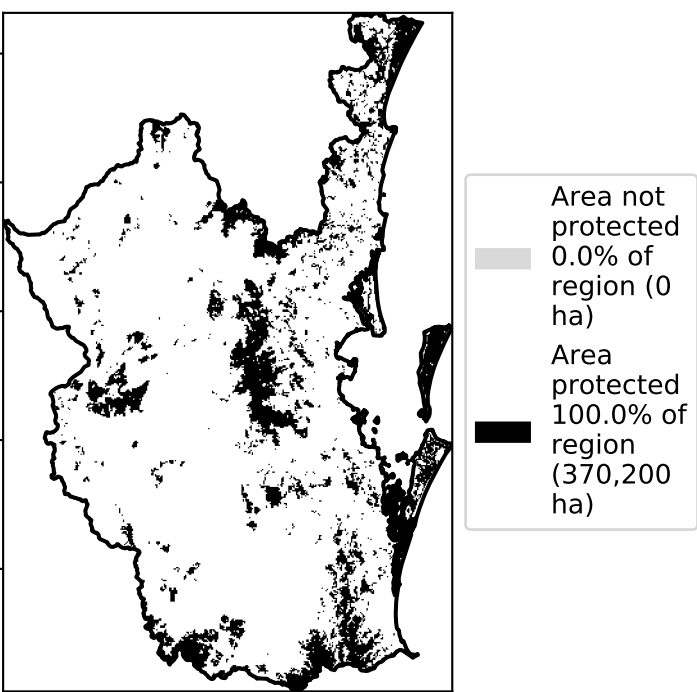 Area not
protected
0.0% of
region (0
ha)
Area
protected
100.0% of
region
(370,200
ha)